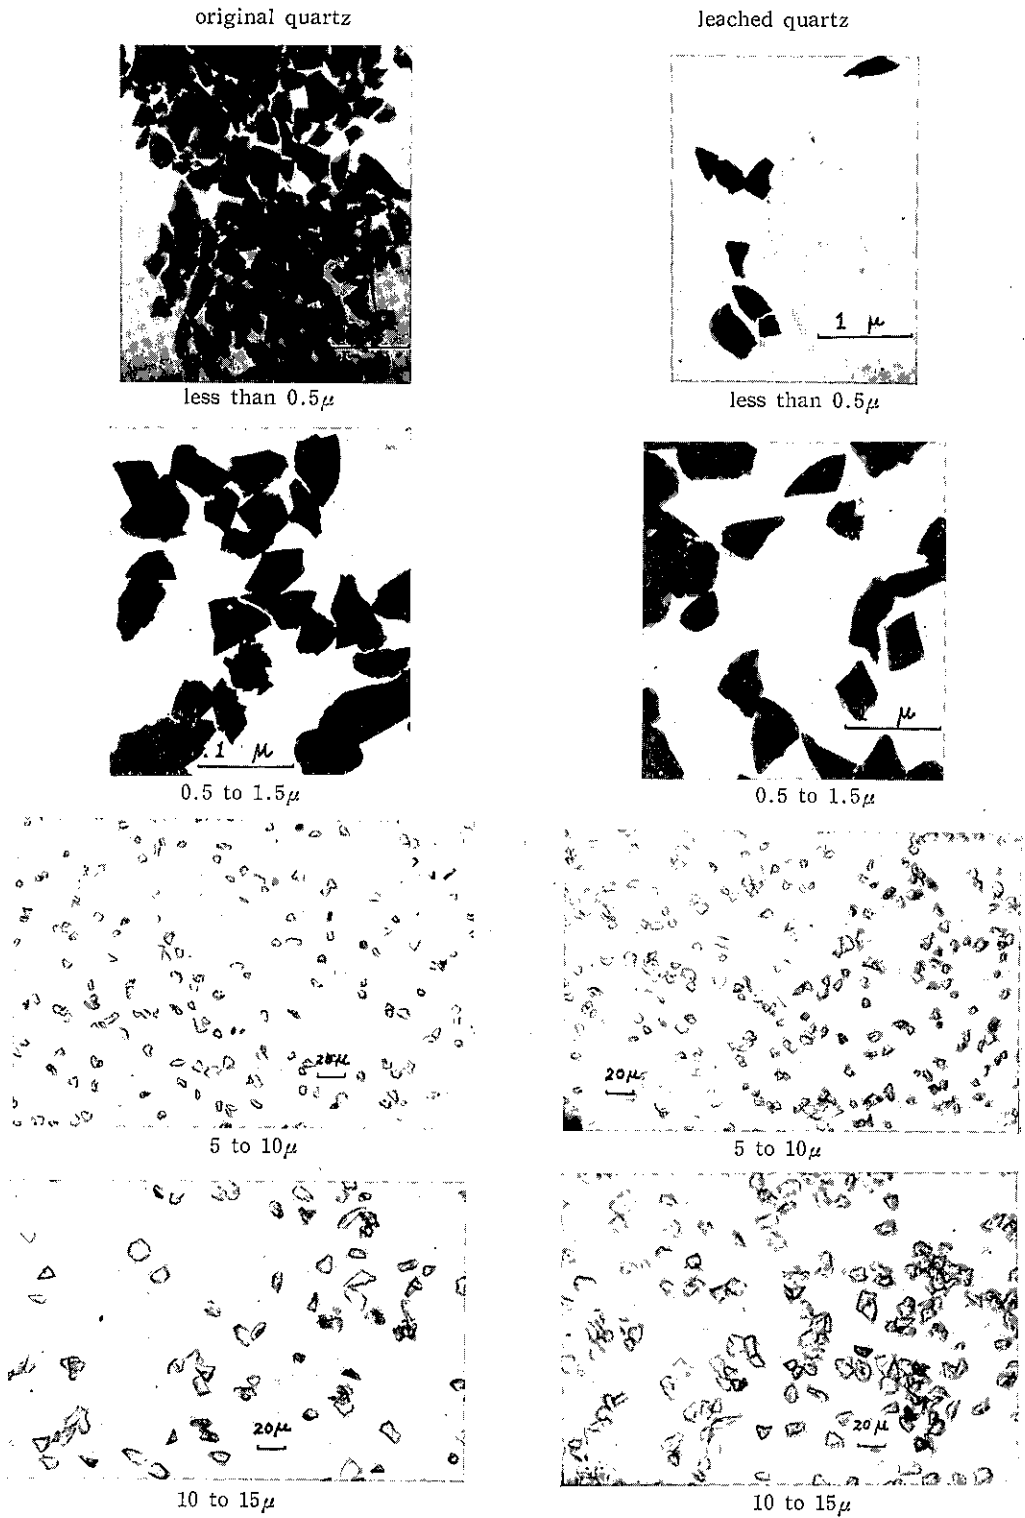 original quartz
leached quartz
1 μ
less than 0.5μ
less than 0.5μ
1 μ
μ
0.5 to 1.5μ
0.5 to 1.5μ
20μ
20μ
5 to 10μ
5 to 10μ
20μ
20μ
10 to 15μ
10 to 15μ